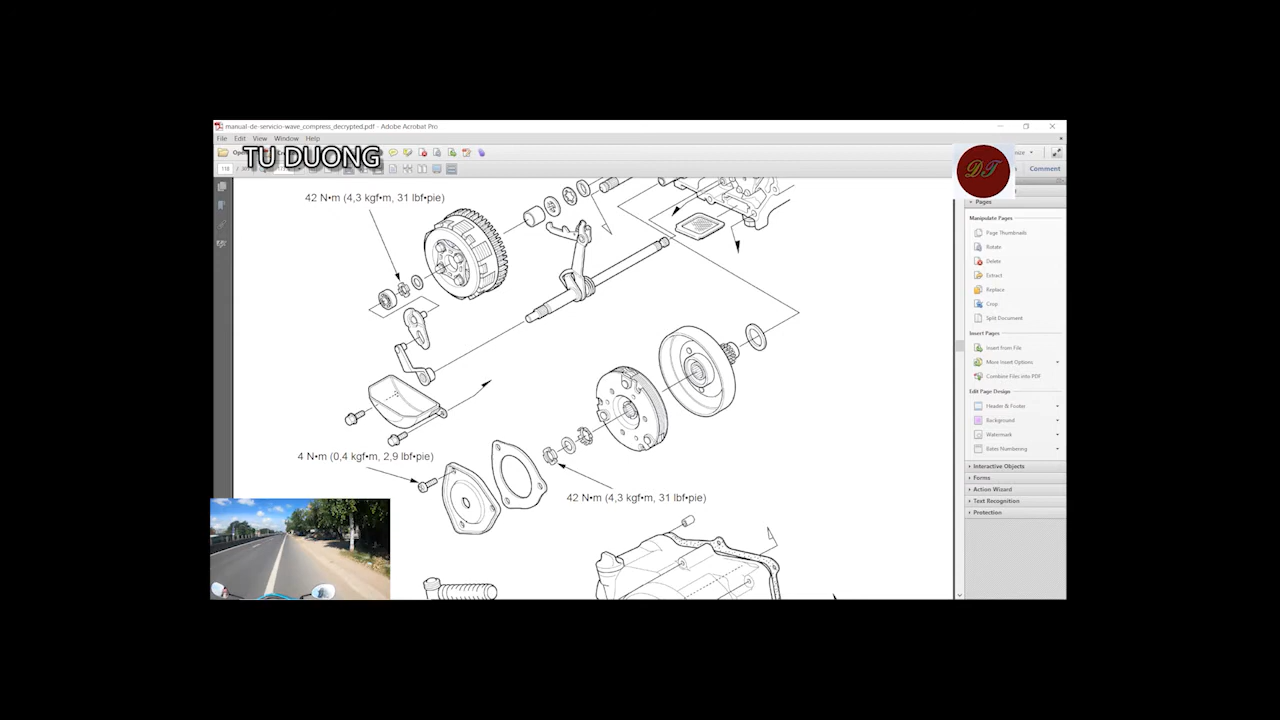 manual-de-servicio-wave_compress_decrypted.pdf - Adobe Acrobat Pro
File Edit View Window Help
TU DUONG
DT
118
Comment
42 N•m (4,3 kgf•m, 31 lbf•pie)
Pages
Manipulate Pages
Page Thumbnails
Rotate
Delete
Extract
Replace
Crop
Split Document
Insert Pages
Insert from File
More Insert Options
Combine Files into PDF
Edit Page Design
Header & Footer
Background
Watermark
Bates Numbering
4 N•m (0,4 kgf•m, 2,9 lbf•pie)
Interactive Objects
Forms
Action Wizard
42 N•m (4,3 kgf•m, 31 lbf•pie)
Text Recognition
Protection